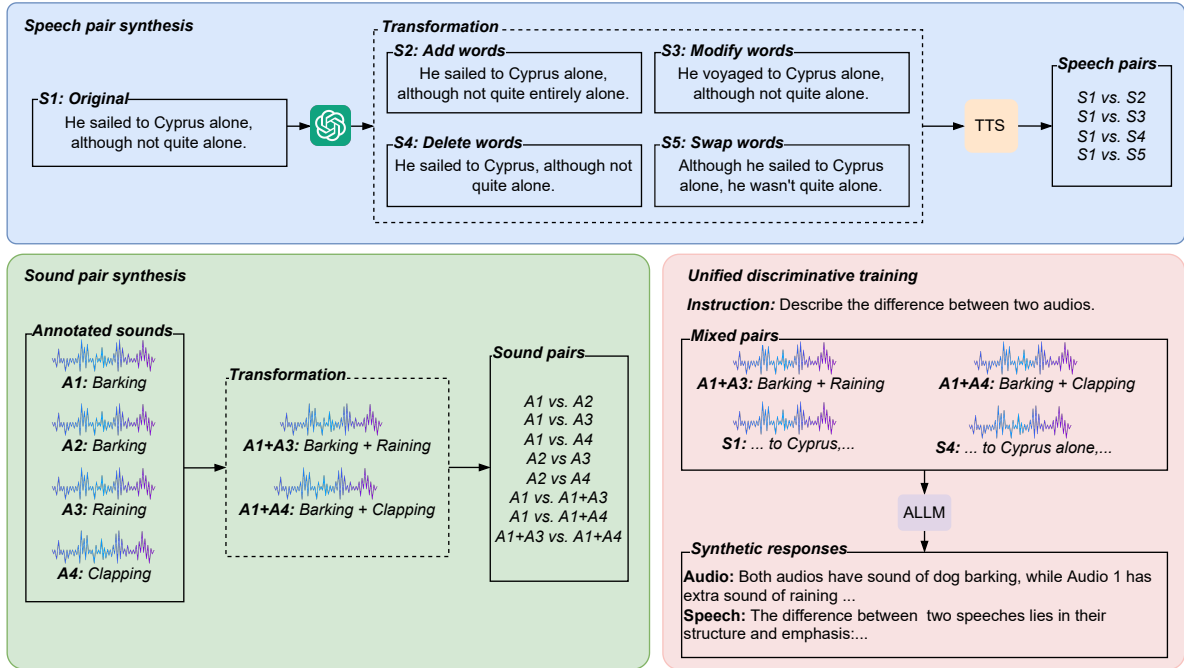 Speech pair synthesis
S1: Original
He sailed to Cyprus alone,
although not quite alone.
Transformation
S2: Add words
He sailed to Cyprus alone,
although not quite entirely alone.
S3: Modify words
He voyaged to Cyprus alone,
although not quite alone.
S4: Delete words
He sailed to Cyprus, although not
quite alone.
S5: Swap words
Although he sailed to Cyprus
alone, he wasn't quite alone.
TTS
Speech pairs
S1 vs. S2
S1 vs. S3
S1 vs. S4
S1 vs. S5
Sound pair synthesis
Annotated sounds
A1: Barking
A2: Barking
A3: Raining
A4: Clapping
Transformation
A1+A3: Barking + Raining
A1+A4: Barking + Clapping
Sound pairs
A1 vs. A2
A1 vs. A3
A1 vs. A4
A2 vs A3
A2 vs A4
A1 vs. A1+A3
A1 vs. A1+A4
A1+A3 vs. A1+A4
Unified discriminative training
Instruction: Describe the difference between two audios.
Mixed pairs
A1+A3: Barking + Raining
A1+A4: Barking + Clapping
S1: ... to Cyprus,...
S4: ... to Cyprus alone,...
ALLM
Synthetic responses
Audio: Both audios have sound of dog barking, while Audio 1 has
extra sound of raining ...
Speech: The difference between two speeches lies in their
structure and emphasis:...